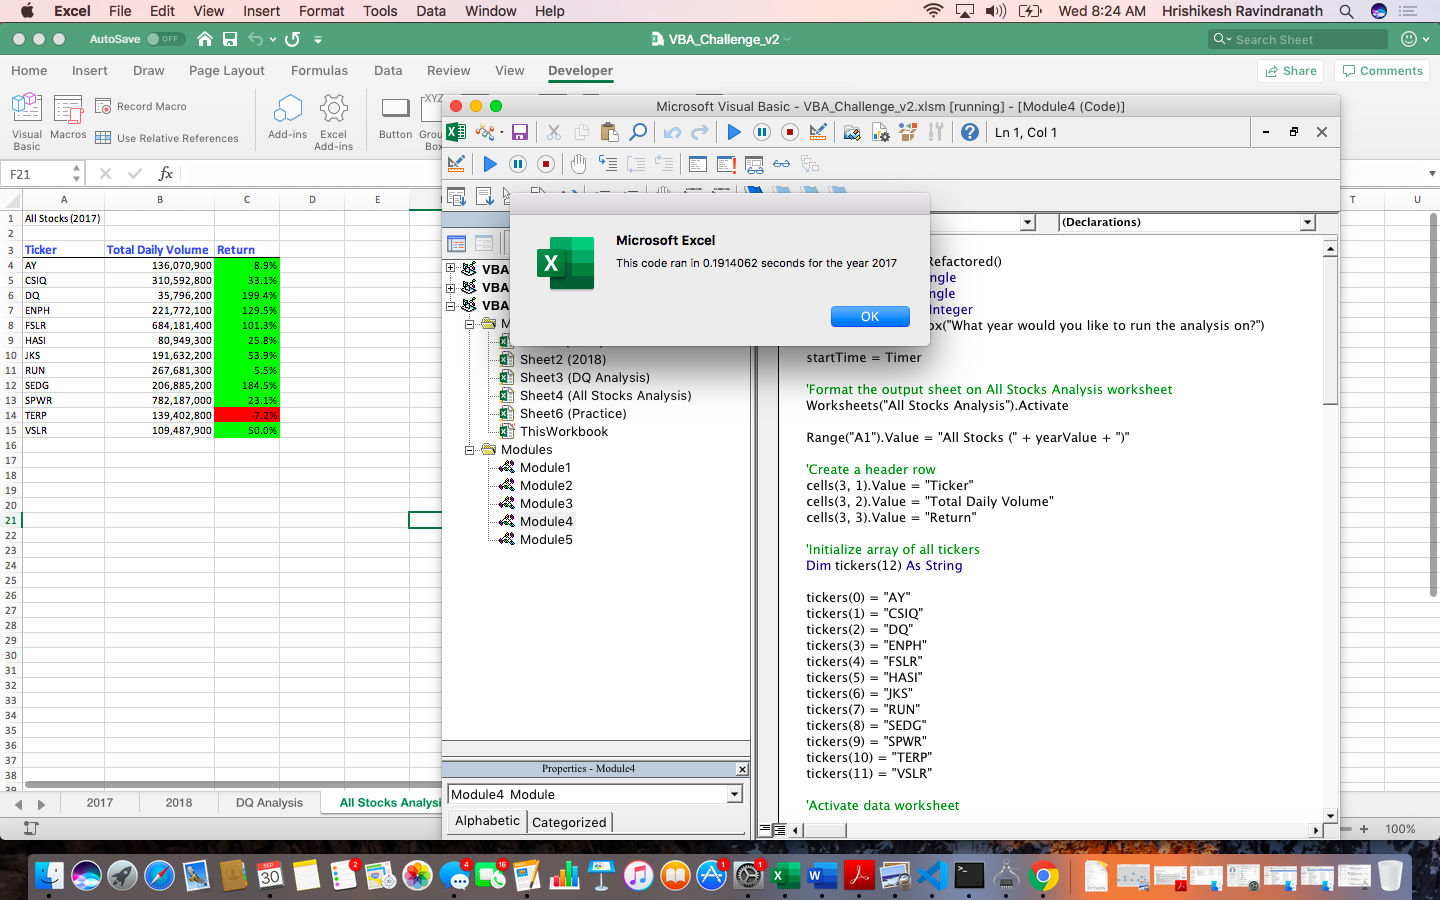 Excel File Edit View Insert Format Tools Data Window Help Wed 8:24 AM Hrishikesh Ravindranath
AutoSave OFF VBA_Challenge_v2 Search Sheet
Home Insert Draw Page Layout Formulas Data Review View Developer Share Comments
Visual Basic
Macros
Record Macro
Use Relative References
Add-ins
Excel Add-ins
Button
XYZ
F21 fx
A B C D E T U
1 All Stocks (2017)
2
3 Ticker Total Daily Volume Return
4 AY 136,070,900 8.9%
5 CSIQ 310,592,800 33.1%
6 DQ 35,796,200 199.4%
7 ENPH 221,772,100 129.5%
8 FSLR 684,181,400 101.3%
9 HASI 80,949,300 25.8%
10 JKS 191,632,200 53.9%
11 RUN 267,681,300 5.5%
12 SEDG 206,885,200 184.5%
13 SPWR 782,187,000 23.1%
14 TERP 139,402,800 -7.2%
15 VSLR 109,487,900 50.0%
16
17
18
19
20
21
22
23
24
25
26
27
28
29
30
31
32
33
34
35
36
37
38
2017 2018 DQ Analysis All Stocks Analysi
100%
Microsoft Visual Basic - VBA_Challenge_v2.xlsm [running] - [Module4 (Code)]
Ln 1, Col 1
(Declarations)
Microsoft Excel
This code ran in 0.1914062 seconds for the year 2017
OK
VBA
VBA
VBA
M
Sheet2 (2018)
Sheet3 (DQ Analysis)
Sheet4 (All Stocks Analysis)
Sheet6 (Practice)
ThisWorkbook
Modules
Module1
Module2
Module3
Module4
Module5
Properties - Module4
Module4 Module
Alphabetic Categorized
Refactored()
ngle
ngle
Integer
ox("What year would you like to run the analysis on?")
startTime = Timer
'Format the output sheet on All Stocks Analysis worksheet
Worksheets("All Stocks Analysis").Activate
Range("A1").Value = "All Stocks (" + yearValue + ")"
'Create a header row
cells(3, 1).Value = "Ticker"
cells(3, 2).Value = "Total Daily Volume"
cells(3, 3).Value = "Return"
'Initialize array of all tickers
Dim tickers(12) As String
tickers(0) = "AY"
tickers(1) = "CSIQ"
tickers(2) = "DQ"
tickers(3) = "ENPH"
tickers(4) = "FSLR"
tickers(5) = "HASI"
tickers(6) = "JKS"
tickers(7) = "RUN"
tickers(8) = "SEDG"
tickers(9) = "SPWR"
tickers(10) = "TERP"
tickers(11) = "VSLR"
'Activate data worksheet
SEP 30 2 4 16 1 1